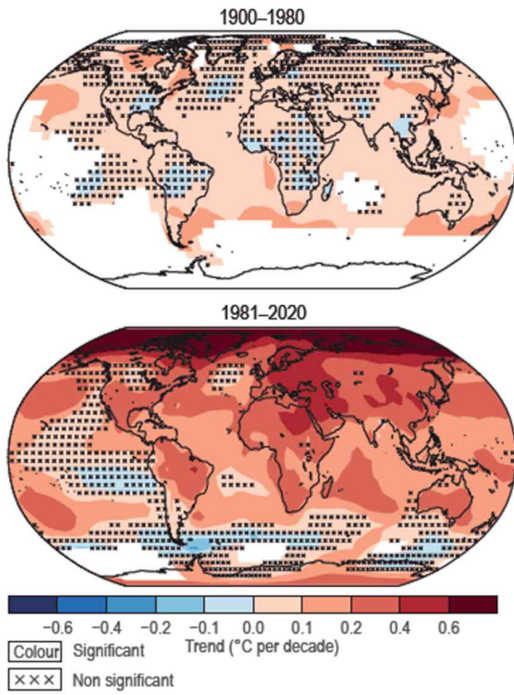 1900–1980
1981–2020
−0.6 −0.4 −0.2 −0.1 0.0 0.1 0.2 0.4 0.6
Colour Significant Trend (°C per decade)
××× Non significant